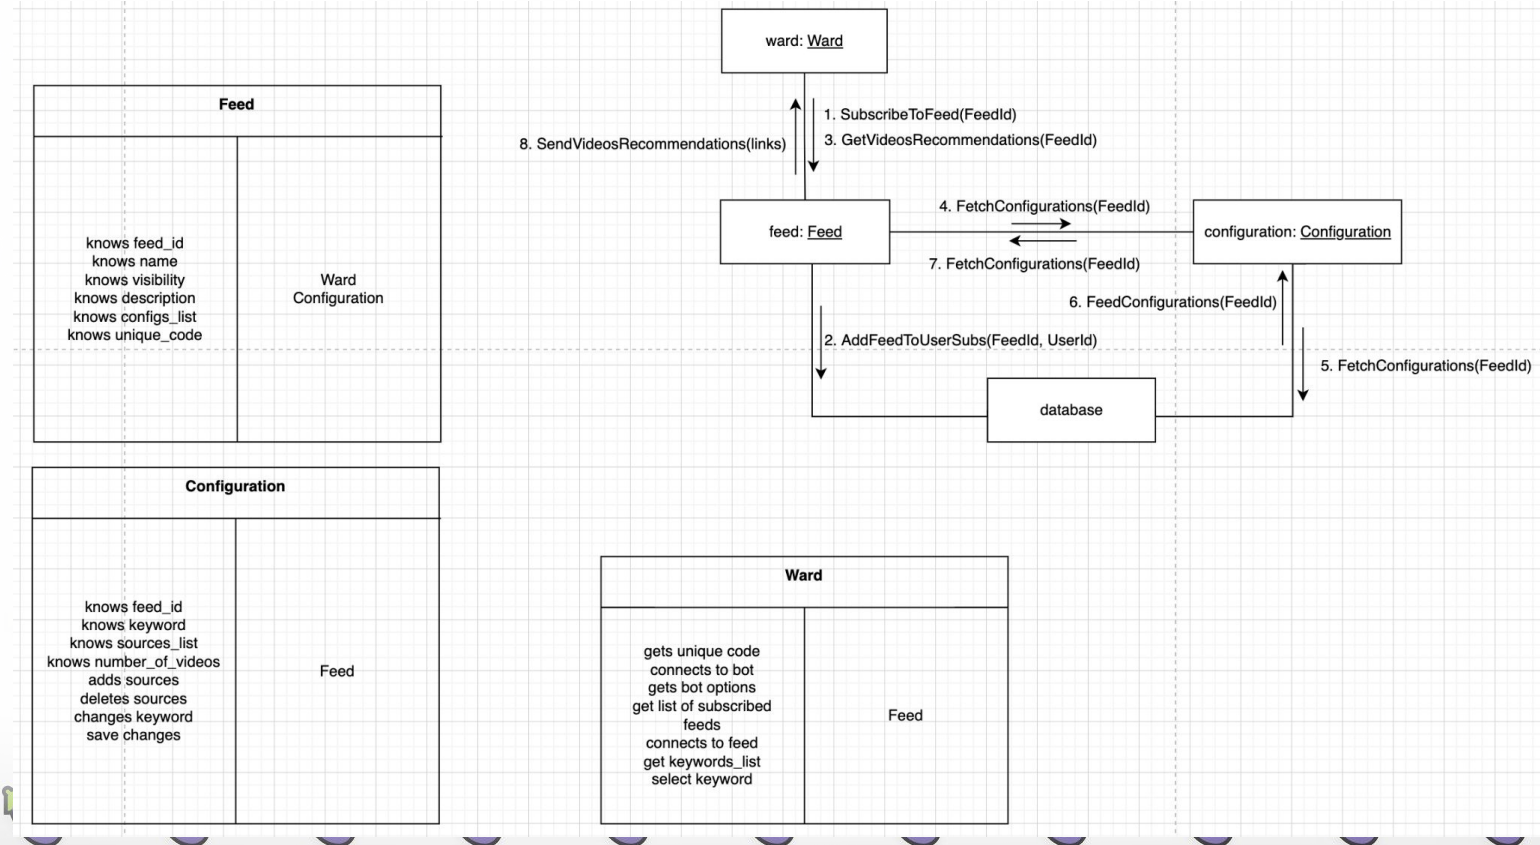 ward: Ward
1. SubscribeToFeed(FeedId)
3. GetVideosRecommendations(FeedId)
8. SendVideosRecommendations(links)
feed: Feed
4. FetchConfigurations(FeedId)
7. FetchConfigurations(FeedId)
configuration: Configuration
6. FeedConfigurations(FeedId)
5. FetchConfigurations(FeedId)
2. AddFeedToUserSubs(FeedId, UserId)
database
Feed
knows feed_id
knows name
knows visibility
knows description
knows configs_list
knows unique_code
Ward
Configuration
Configuration
knows feed_id
knows keyword
knows sources_list
knows number_of_videos
adds sources
deletes sources
changes keyword
save changes
Feed
Ward
gets unique code
connects to bot
gets bot options
get list of subscribed
feeds
connects to feed
get keywords_list
select keyword
Feed